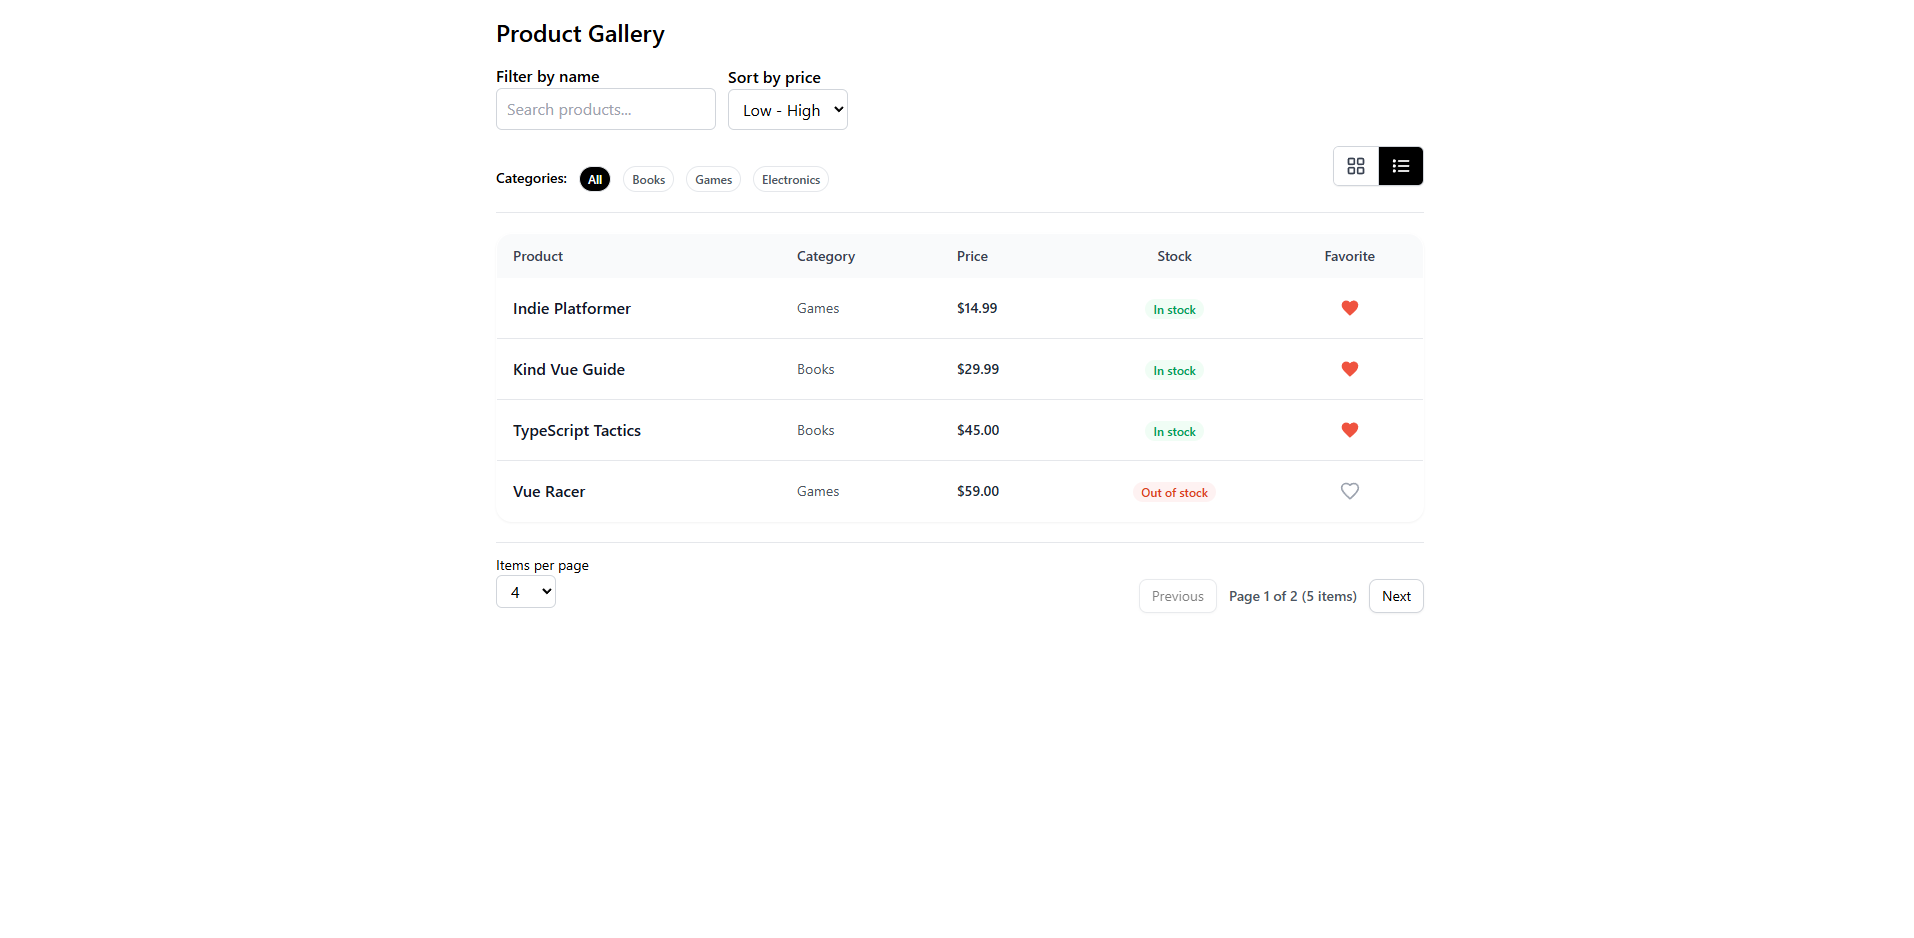 Product Gallery
Filter by name
Sort by price
Search products...
Low - High
Categories: All Books Games Electronics
Product Category Price Stock Favorite
Indie Platformer Games $14.99 In stock
Kind Vue Guide Books $29.99 In stock
TypeScript Tactics Books $45.00 In stock
Vue Racer Games $59.00 Out of stock
Items per page
4
Previous Page 1 of 2 (5 items) Next